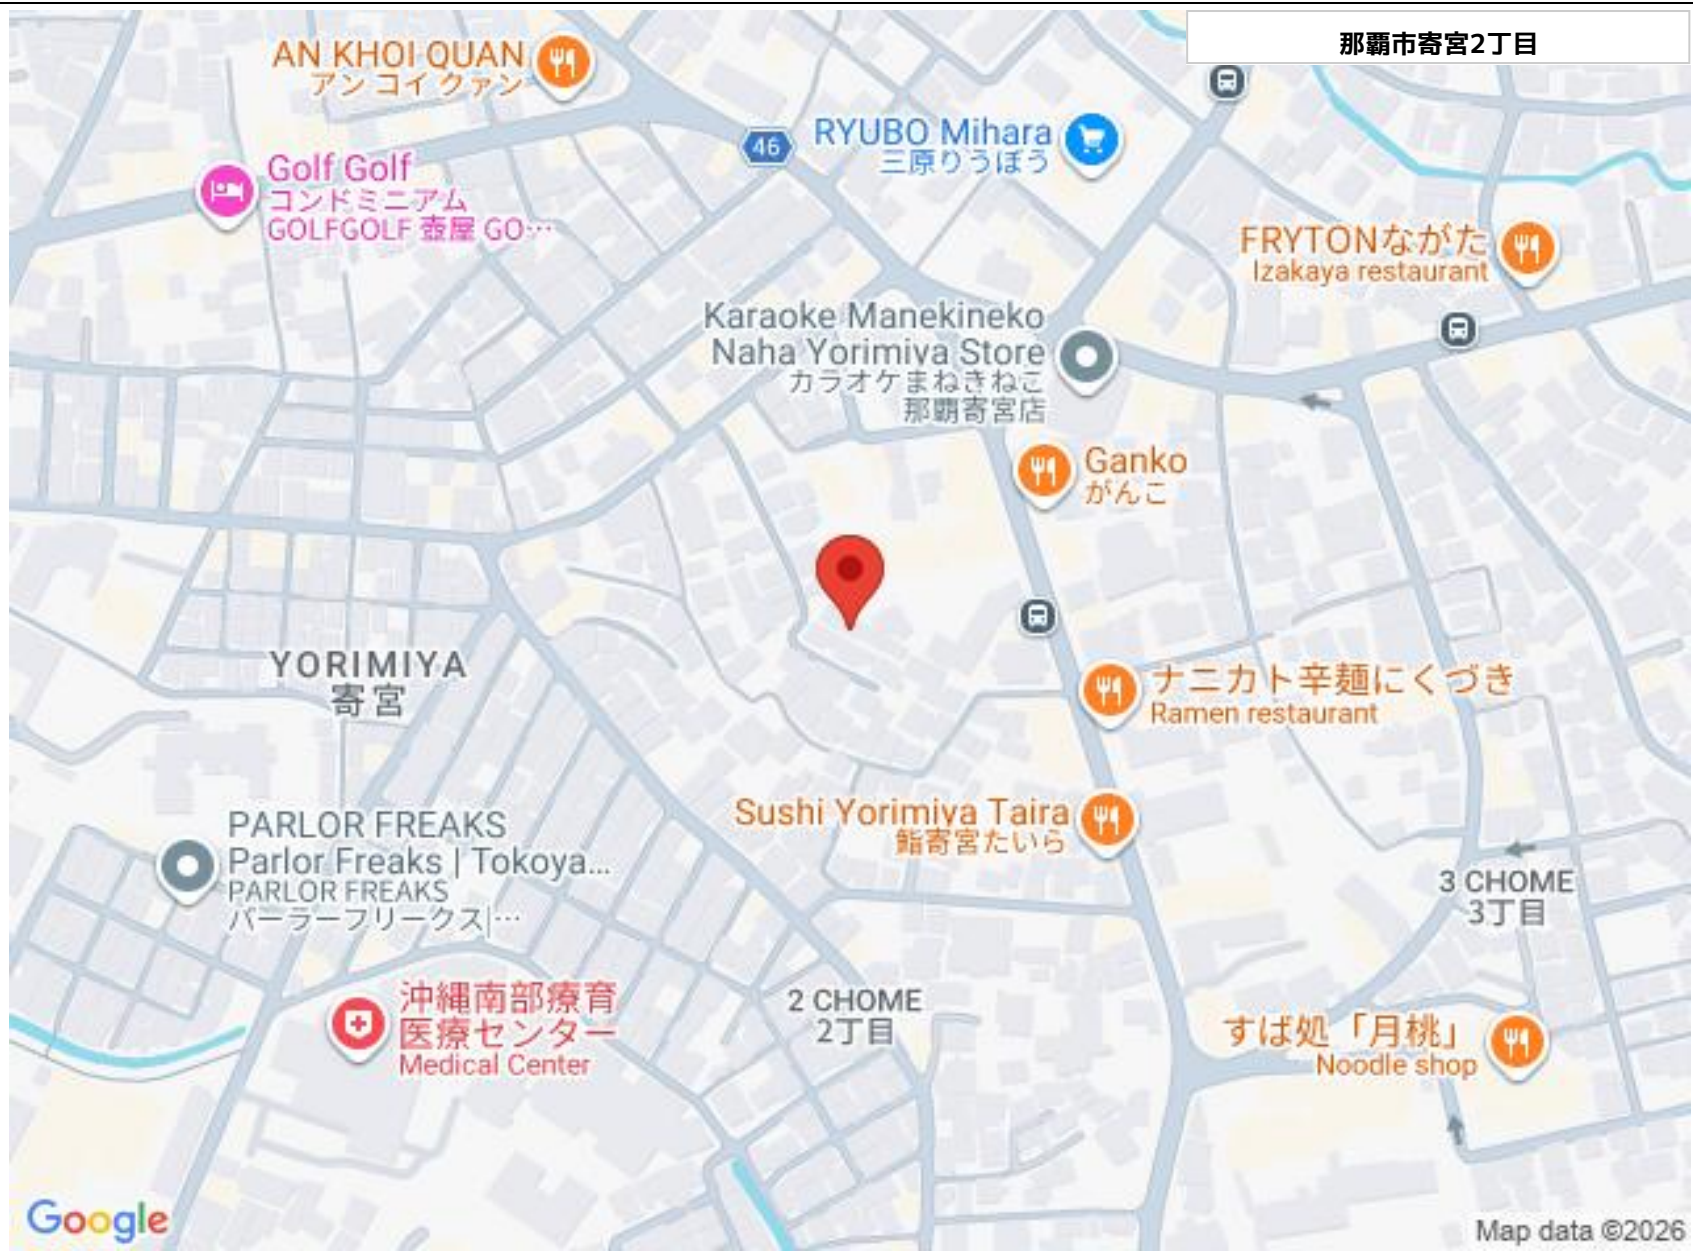 那覇市寄宮2丁目
AN KHOI QUAN
アン コイ クァン
46
RYUBO Mihara
三原りうぼう
Golf Golf
コンドミニアム
GOLFGOLF 壺屋 GO…
FRYTONながた
Izakaya restaurant
Karaoke Manekineko
Naha Yorimiya Store
カラオケまねきねこ
那覇寄宮店
Ganko
がんこ
YORIMIYA
寄宮
ナニカト辛麺にくづき
Ramen restaurant
PARLOR FREAKS
Parlor Freaks | Tokoya...
PARLOR FREAKS
パーラーフリークス|…
Sushi Yorimiya Taira
鮨寄宮たいら
3 CHOME
3丁目
沖縄南部療育
医療センター
Medical Center
2 CHOME
2丁目
すば処「月桃」
Noodle shop
Google
Map data ©2026